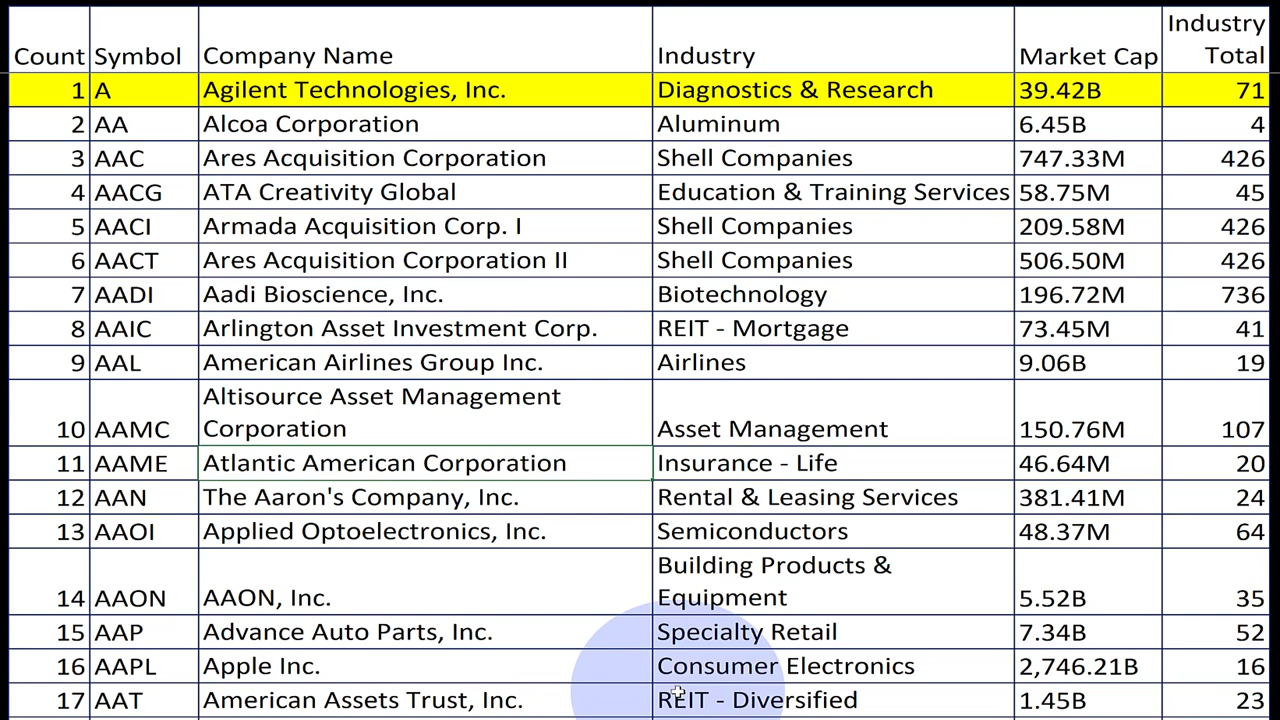 Count Symbol Company Name Industry Market Cap Industry Total
1 A Agilent Technologies, Inc. Diagnostics & Research 39.42B 71
2 AA Alcoa Corporation Aluminum 6.45B 4
3 AAC Ares Acquisition Corporation Shell Companies 747.33M 426
4 AACG ATA Creativity Global Education & Training Services 58.75M 45
5 AACI Armada Acquisition Corp. I Shell Companies 209.58M 426
6 AACT Ares Acquisition Corporation II Shell Companies 506.50M 426
7 AADI Aadi Bioscience, Inc. Biotechnology 196.72M 736
8 AAIC Arlington Asset Investment Corp. REIT - Mortgage 73.45M 41
9 AAL American Airlines Group Inc. Airlines 9.06B 19
10 AAMC Altisource Asset Management Corporation Asset Management 150.76M 107
11 AAME Atlantic American Corporation Insurance - Life 46.64M 20
12 AAN The Aaron's Company, Inc. Rental & Leasing Services 381.41M 24
13 AAOI Applied Optoelectronics, Inc. Semiconductors 48.37M 64
14 AAON AAON, Inc. Building Products & Equipment 5.52B 35
15 AAP Advance Auto Parts, Inc. Specialty Retail 7.34B 52
16 AAPL Apple Inc. Consumer Electronics 2,746.21B 16
17 AAT American Assets Trust, Inc. REIT - Diversified 1.45B 23